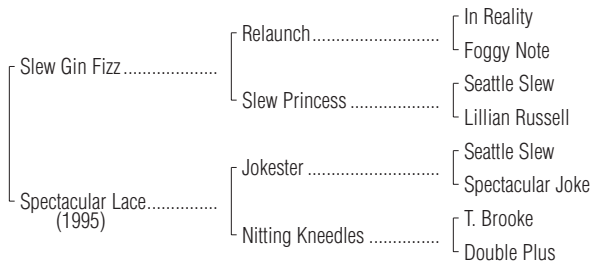 In Reality
Relaunch
Foggy Note
Slew Gin Fizz
Seattle Slew
Slew Princess
Lillian Russell
Seattle Slew
Jokester
Spectacular Joke
Spectacular Lace
(1995)
T. Brooke
Nitting Kneedles
Double Plus